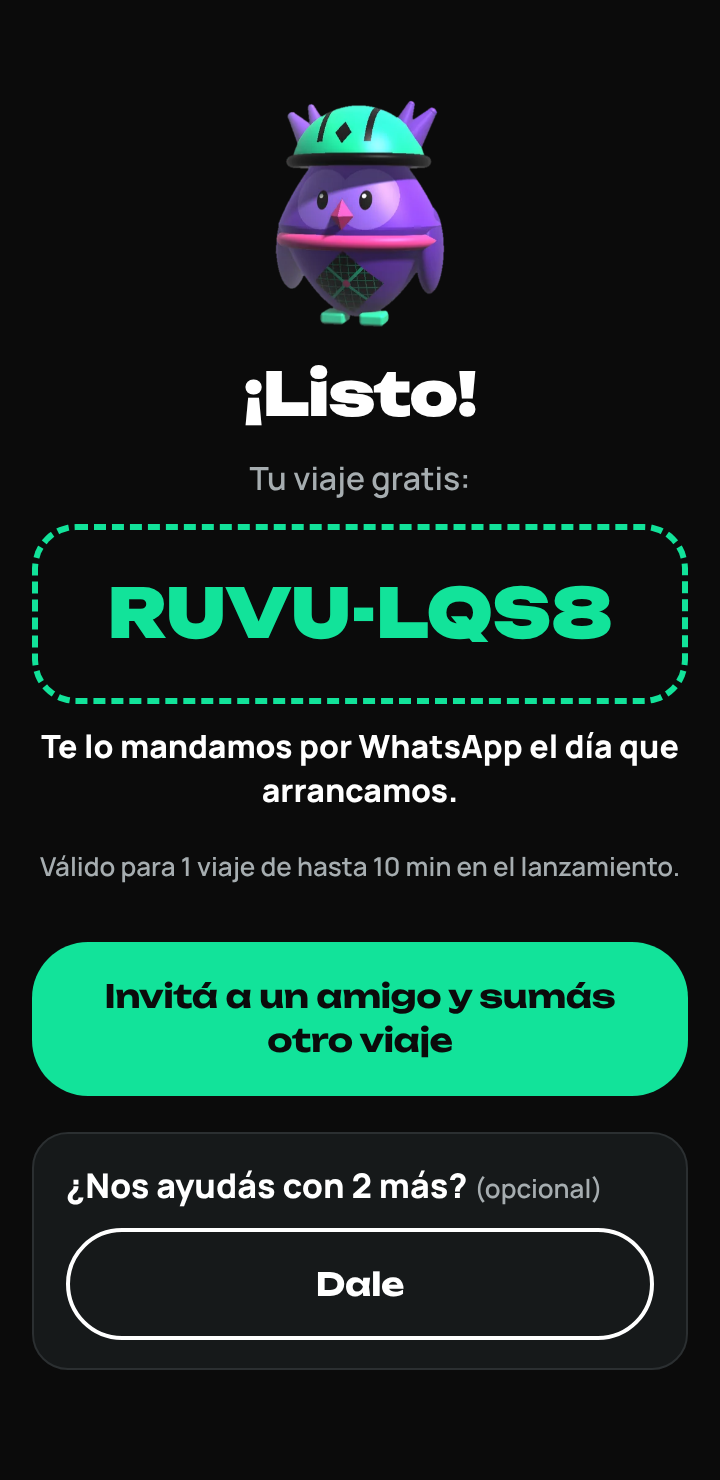 ¡Listo!
Tu viaje gratis:
RUVU-LQS8
Te lo mandamos por WhatsApp el día que
arrancamos.
Válido para 1 viaje de hasta 10 min en el lanzamiento.
Invitá a un amigo y sumás
otro viaje
¿Nos ayudás con 2 más? (opcional)
Dale